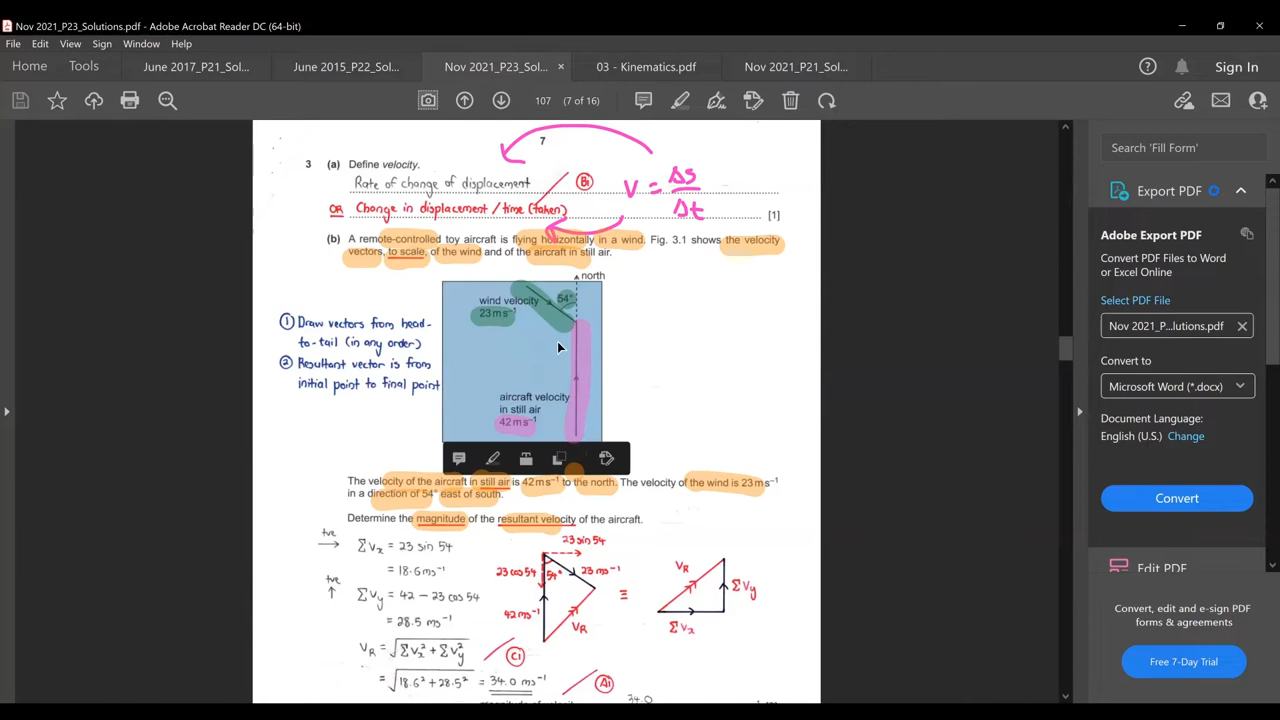 Nov 2021_P23_Solutions.pdf - Adobe Acrobat Reader DC (64-bit)
File Edit View Sign Window Help
Home Tools June 2017_P21_Sol... June 2015_P22_Sol... Nov 2021_P23_Sol... × 03 - Kinematics.pdf Nov 2021_P21_Sol... Sign In
107 (7 of 16)
7
3 (a) Define velocity.
Rate of change of displacement B1
OR Change in displacement / time (taken) [1]
V = Δs / Δt
(b) A remote-controlled toy aircraft is flying horizontally in a wind. Fig. 3.1 shows the velocity
vectors, to scale, of the wind and of the aircraft in still air.
north
wind velocity
23 m s⁻¹
54°
aircraft velocity
in still air
42 m s⁻¹
① Draw vectors from head-
to-tail (in any order)
② Resultant vector is from
initial point to final point
The velocity of the aircraft in still air is 42 m s⁻¹ to the north. The velocity of the wind is 23 m s⁻¹
in a direction of 54° east of south.
Determine the magnitude of the resultant velocity of the aircraft.
+ve → ΣVx = 23 sin 54
= 18.6 ms⁻¹
+ve ↑ ΣVy = 42 − 23 cos 54
= 28.5 ms⁻¹
VR = √ΣVx² + ΣVy² C1
= √18.6² + 28.5² = 34.0 ms⁻¹ A1
23 sin 54
23 cos 54
54°
23 ms⁻¹
42 ms⁻¹
VR
≡
VR
ΣVy
ΣVx
34.0
Search 'Fill Form'
Export PDF
Adobe Export PDF
Convert PDF Files to Word
or Excel Online
Select PDF File
Nov 2021_P...lutions.pdf
Convert to
Microsoft Word (*.docx)
Document Language:
English (U.S.) Change
Convert
Edit PDF
Convert, edit and e-sign PDF
forms & agreements
Free 7-Day Trial